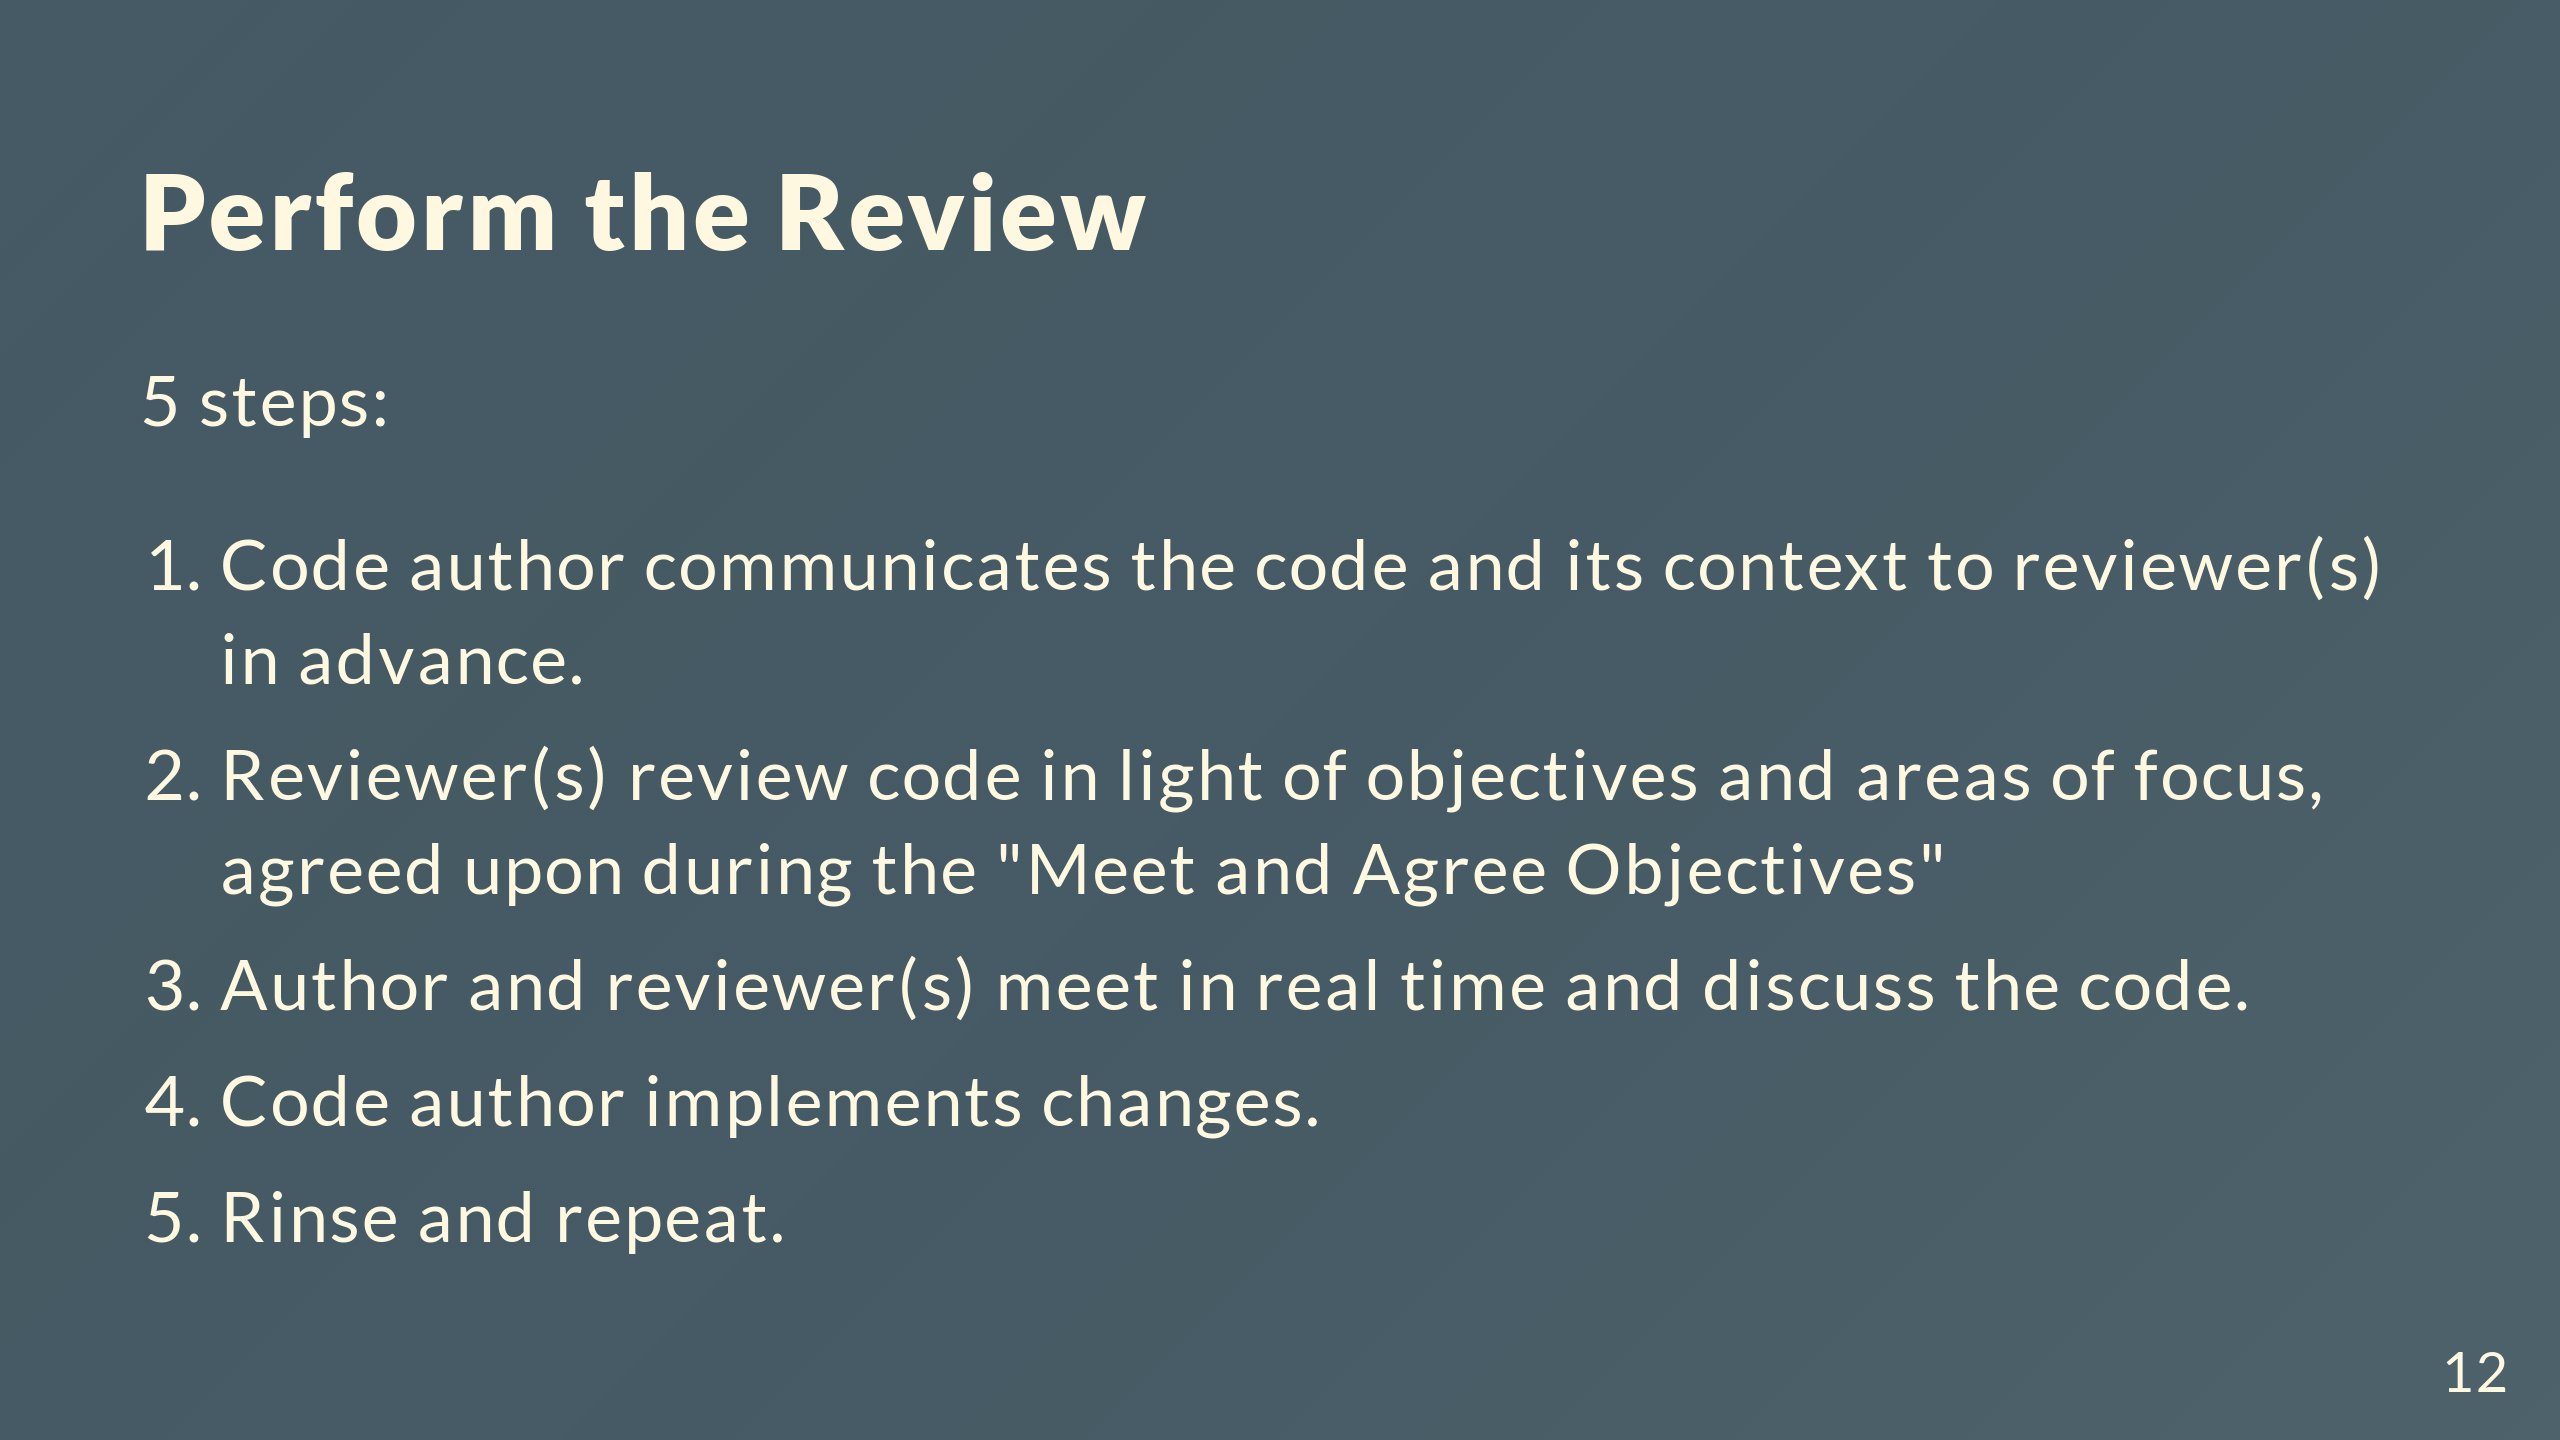 Perform the Review
5 steps:
1. Code author communicates the code and its context to reviewer(s)
in advance.
2. Reviewer(s) review code in light of objectives and areas of focus,
agreed upon during the "Meet and Agree Objectives"
3. Author and reviewer(s) meet in real time and discuss the code.
4. Code author implements changes.
5. Rinse and repeat.
12